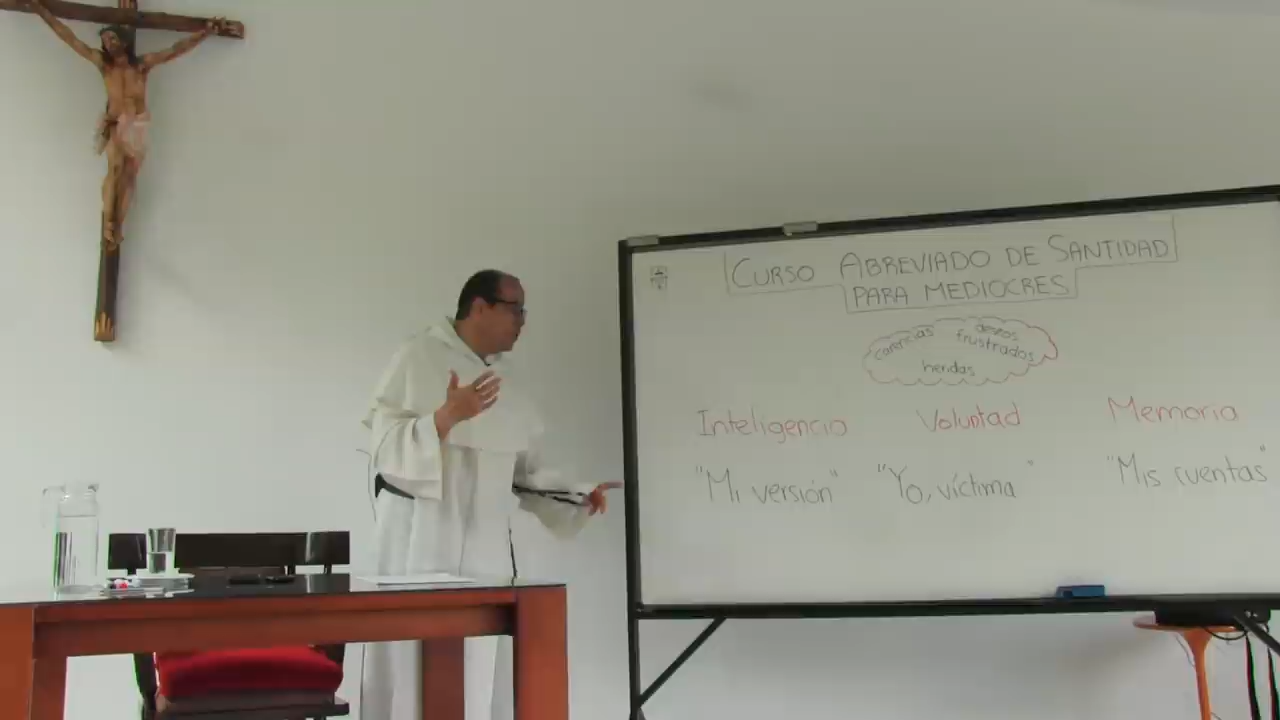 CURSO ABREVIADO DE SANTIDAD
PARA MEDIOCRES
carencias deseos frustrados
heridas
Inteligencia Voluntad Memoria
"Mi versión" "Yo, víctima" "Mis cuentas"